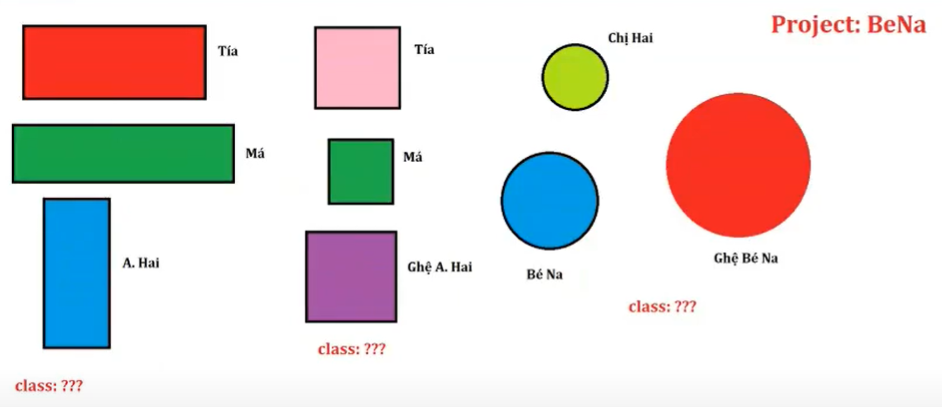 Project: BeNa
Tía
Má
A. Hai
class: ???
Tía
Má
Ghệ A. Hai
class: ???
Chị Hai
Bé Na
Ghệ Bé Na
class: ???